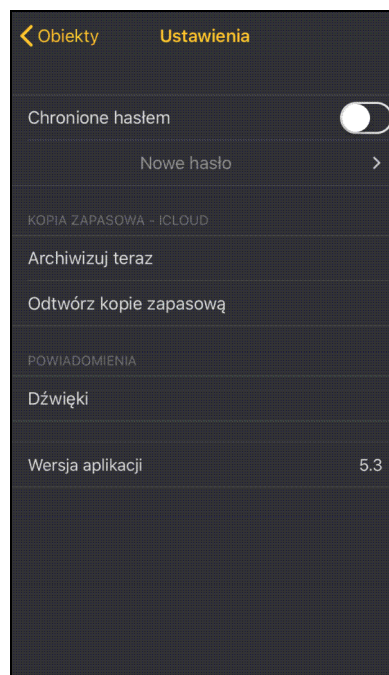 Obiekty Ustawienia
Chronione hasłem
Nowe hasło
KOPIA ZAPASOWA - ICLOUD
Archiwizuj teraz
Odtwórz kopie zapasową
POWIADOMIENIA
Dźwięki
Wersja aplikacji 5.3